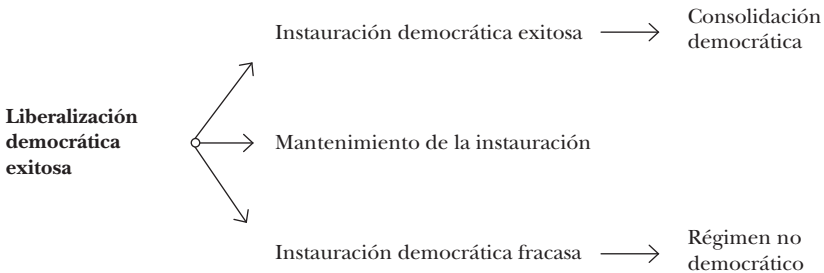 Instauración democrática exitosa
Consolidación
democrática
Liberalización
democrática
exitosa
Mantenimiento de la instauración
Instauración democrática fracasa
Régimen no
democrático